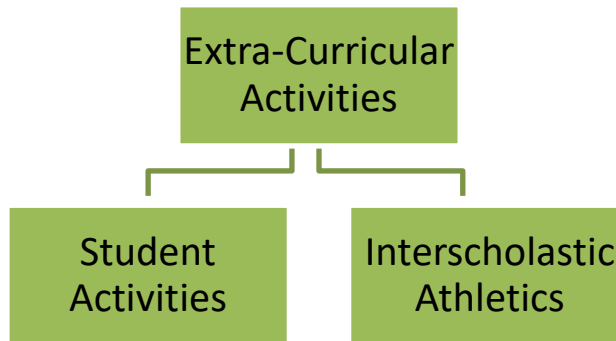 Extra-Curricular
Activities
Student
Activities
Interscholastic
Athletics